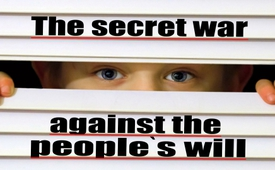 The secret war
against the
people`s will